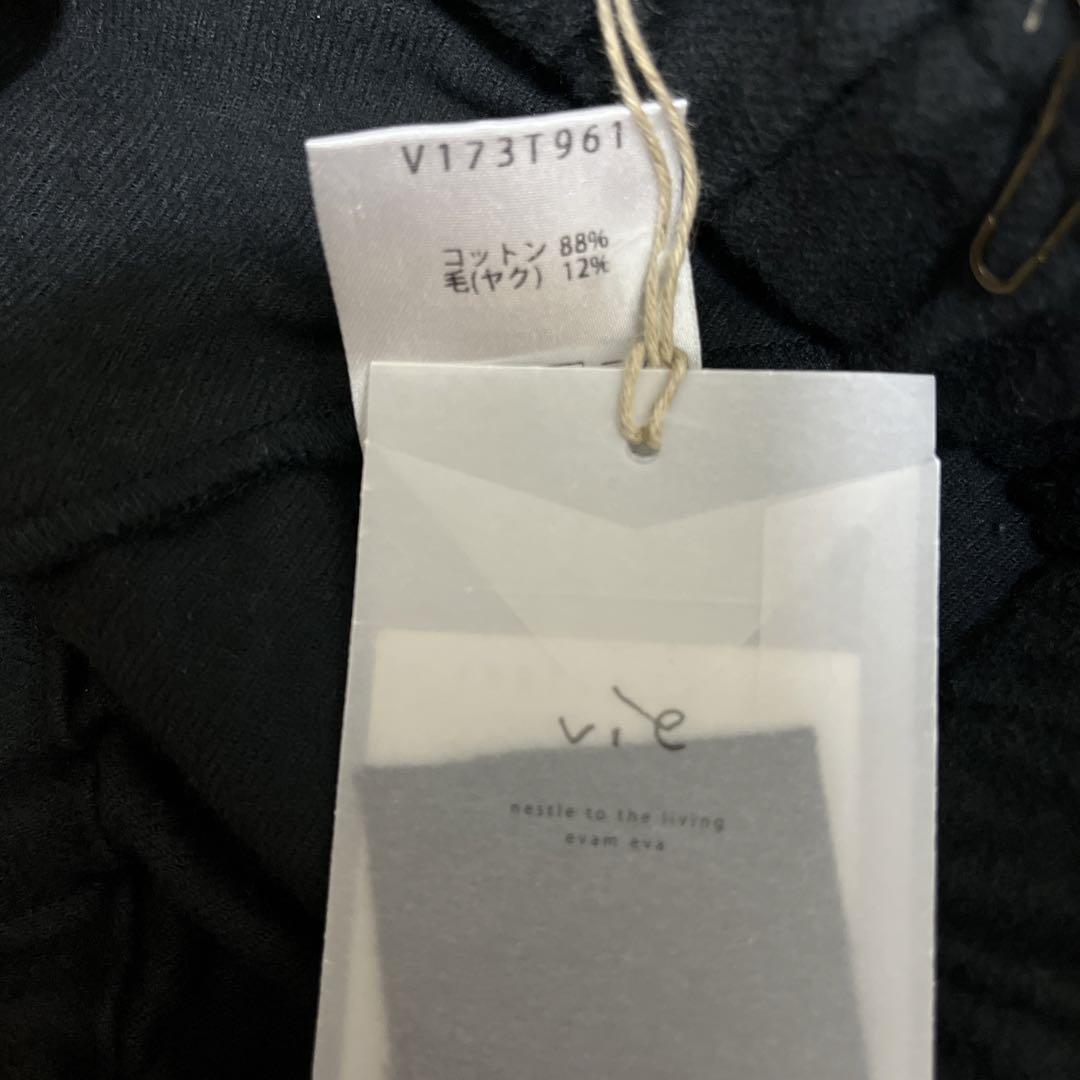 V173T961
コットン 88%
毛(ヤク) 12%
vie
nestle to the living
evam eva